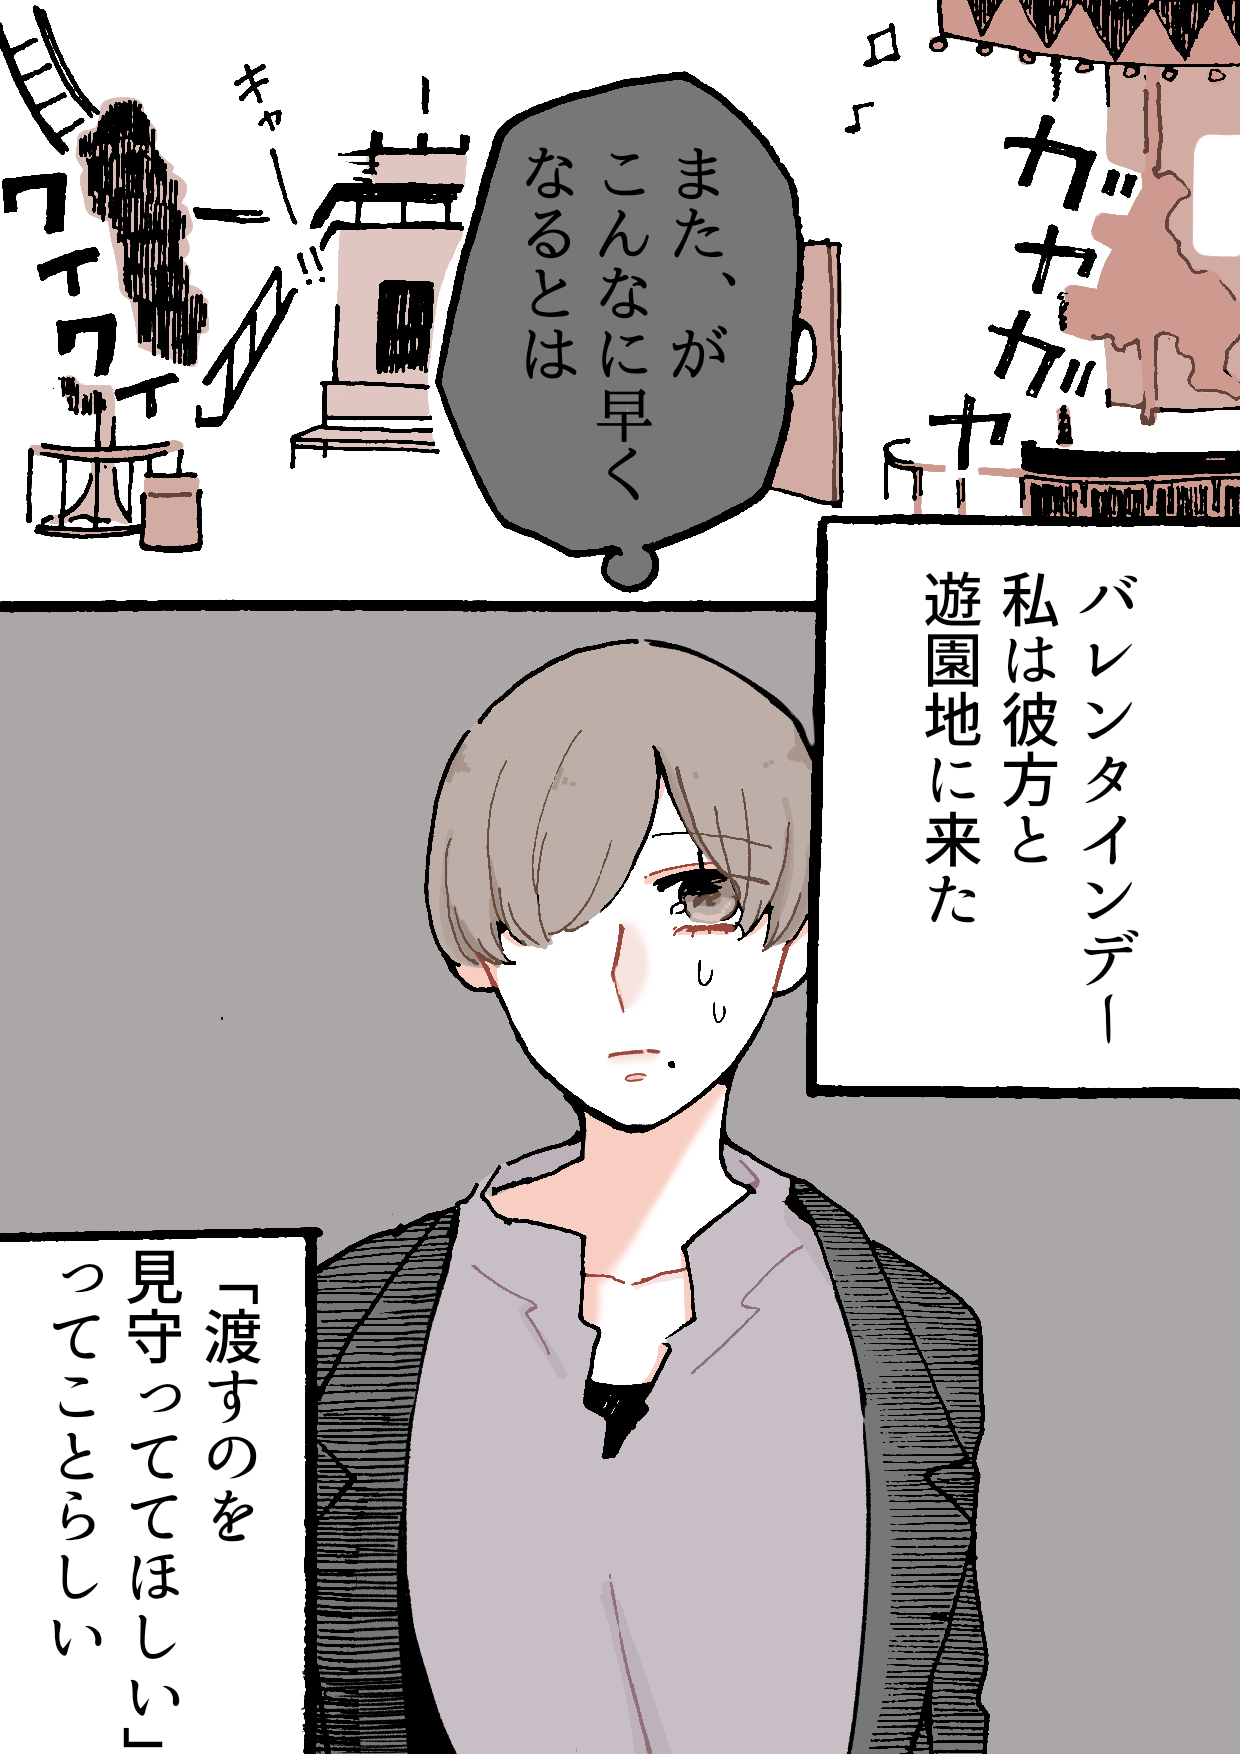 ガヤガヤ
また、が
こんなに早く
なるとは
キャー
!!
ワイワイ
バレンタインデー
私は彼方と
遊園地に来た
「渡すのを
見守っててほしい」
ってことらしい